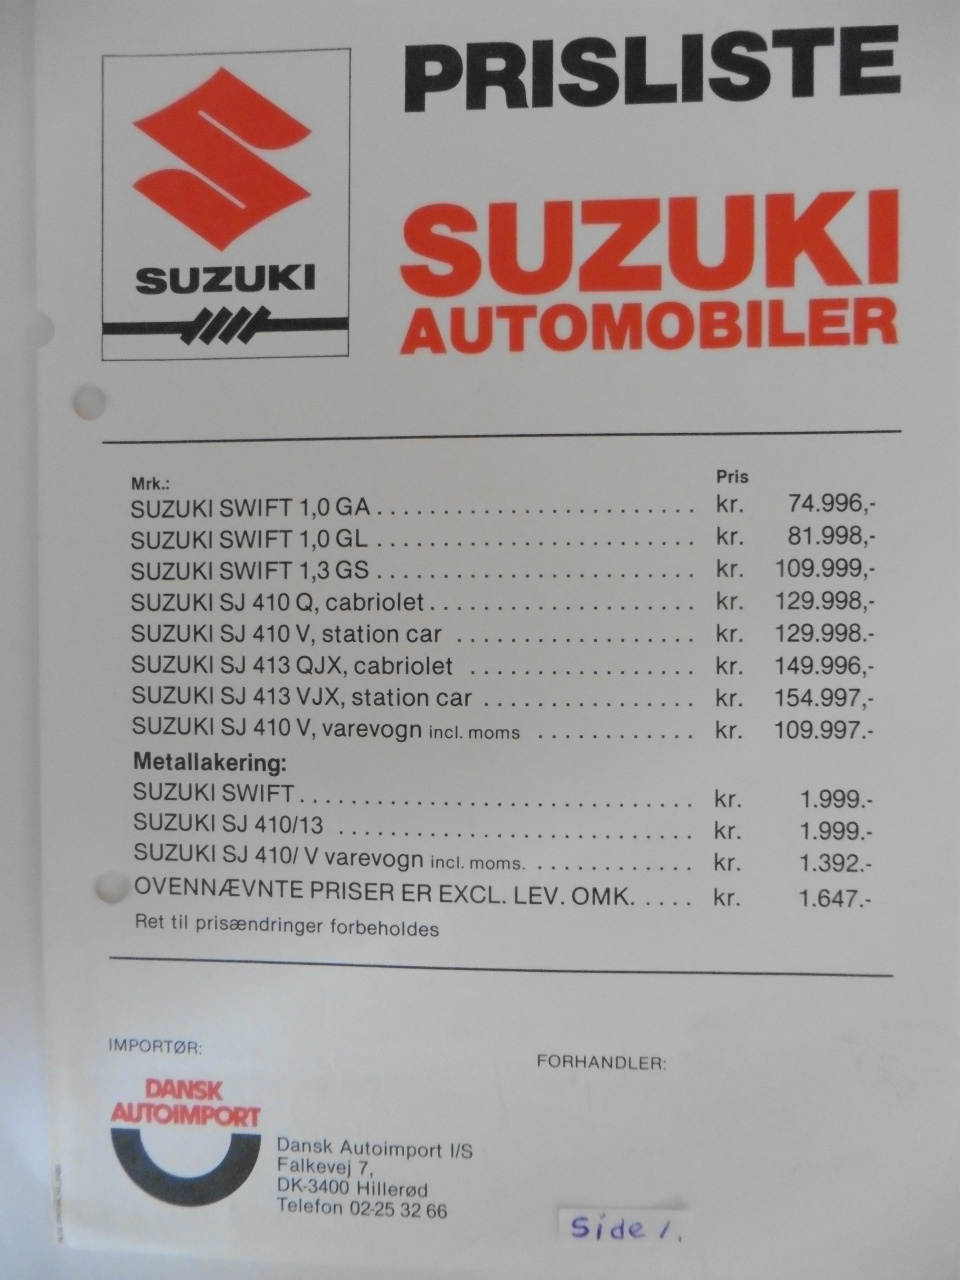 PRISLISTE
SUZUKI
SUZUKI
AUTOMOBILER
Mrk.: Pris
SUZUKI SWIFT 1,0 GA . . . . . . . . . . . . . . . . . . . . . . . . . kr. 74.996,-
SUZUKI SWIFT 1,0 GL . . . . . . . . . . . . . . . . . . . . . . . . . kr. 81.998,-
SUZUKI SWIFT 1,3 GS . . . . . . . . . . . . . . . . . . . . . . . . . kr. 109.999,-
SUZUKI SJ 410 Q, cabriolet . . . . . . . . . . . . . . . . . . . . . kr. 129.998,-
SUZUKI SJ 410 V, station car . . . . . . . . . . . . . . . . . . . kr. 129.998.-
SUZUKI SJ 413 QJX, cabriolet . . . . . . . . . . . . . . . . . . kr. 149.996,-
SUZUKI SJ 413 VJX, station car . . . . . . . . . . . . . . . . . kr. 154.997,-
SUZUKI SJ 410 V, varevogn incl. moms . . . . . . . . . . . . kr. 109.997.-
Metallakering:
SUZUKI SWIFT . . . . . . . . . . . . . . . . . . . . . . . . . . . . . . . kr. 1.999.-
SUZUKI SJ 410/13 . . . . . . . . . . . . . . . . . . . . . . . . . . . . kr. 1.999.-
SUZUKI SJ 410/ V varevogn incl. moms. . . . . . . . . . . . . . kr. 1.392.-
OVENNÆVNTE PRISER ER EXCL. LEV. OMK. . . . . . kr. 1.647.-
Ret til prisændringer forbeholdes
IMPORTØR:
FORHANDLER:
DANSK
AUTOIMPORT
Dansk Autoimport I/S
Falkevej 7,
DK-3400 Hillerød
Telefon 02-25 32 66
Side 1.